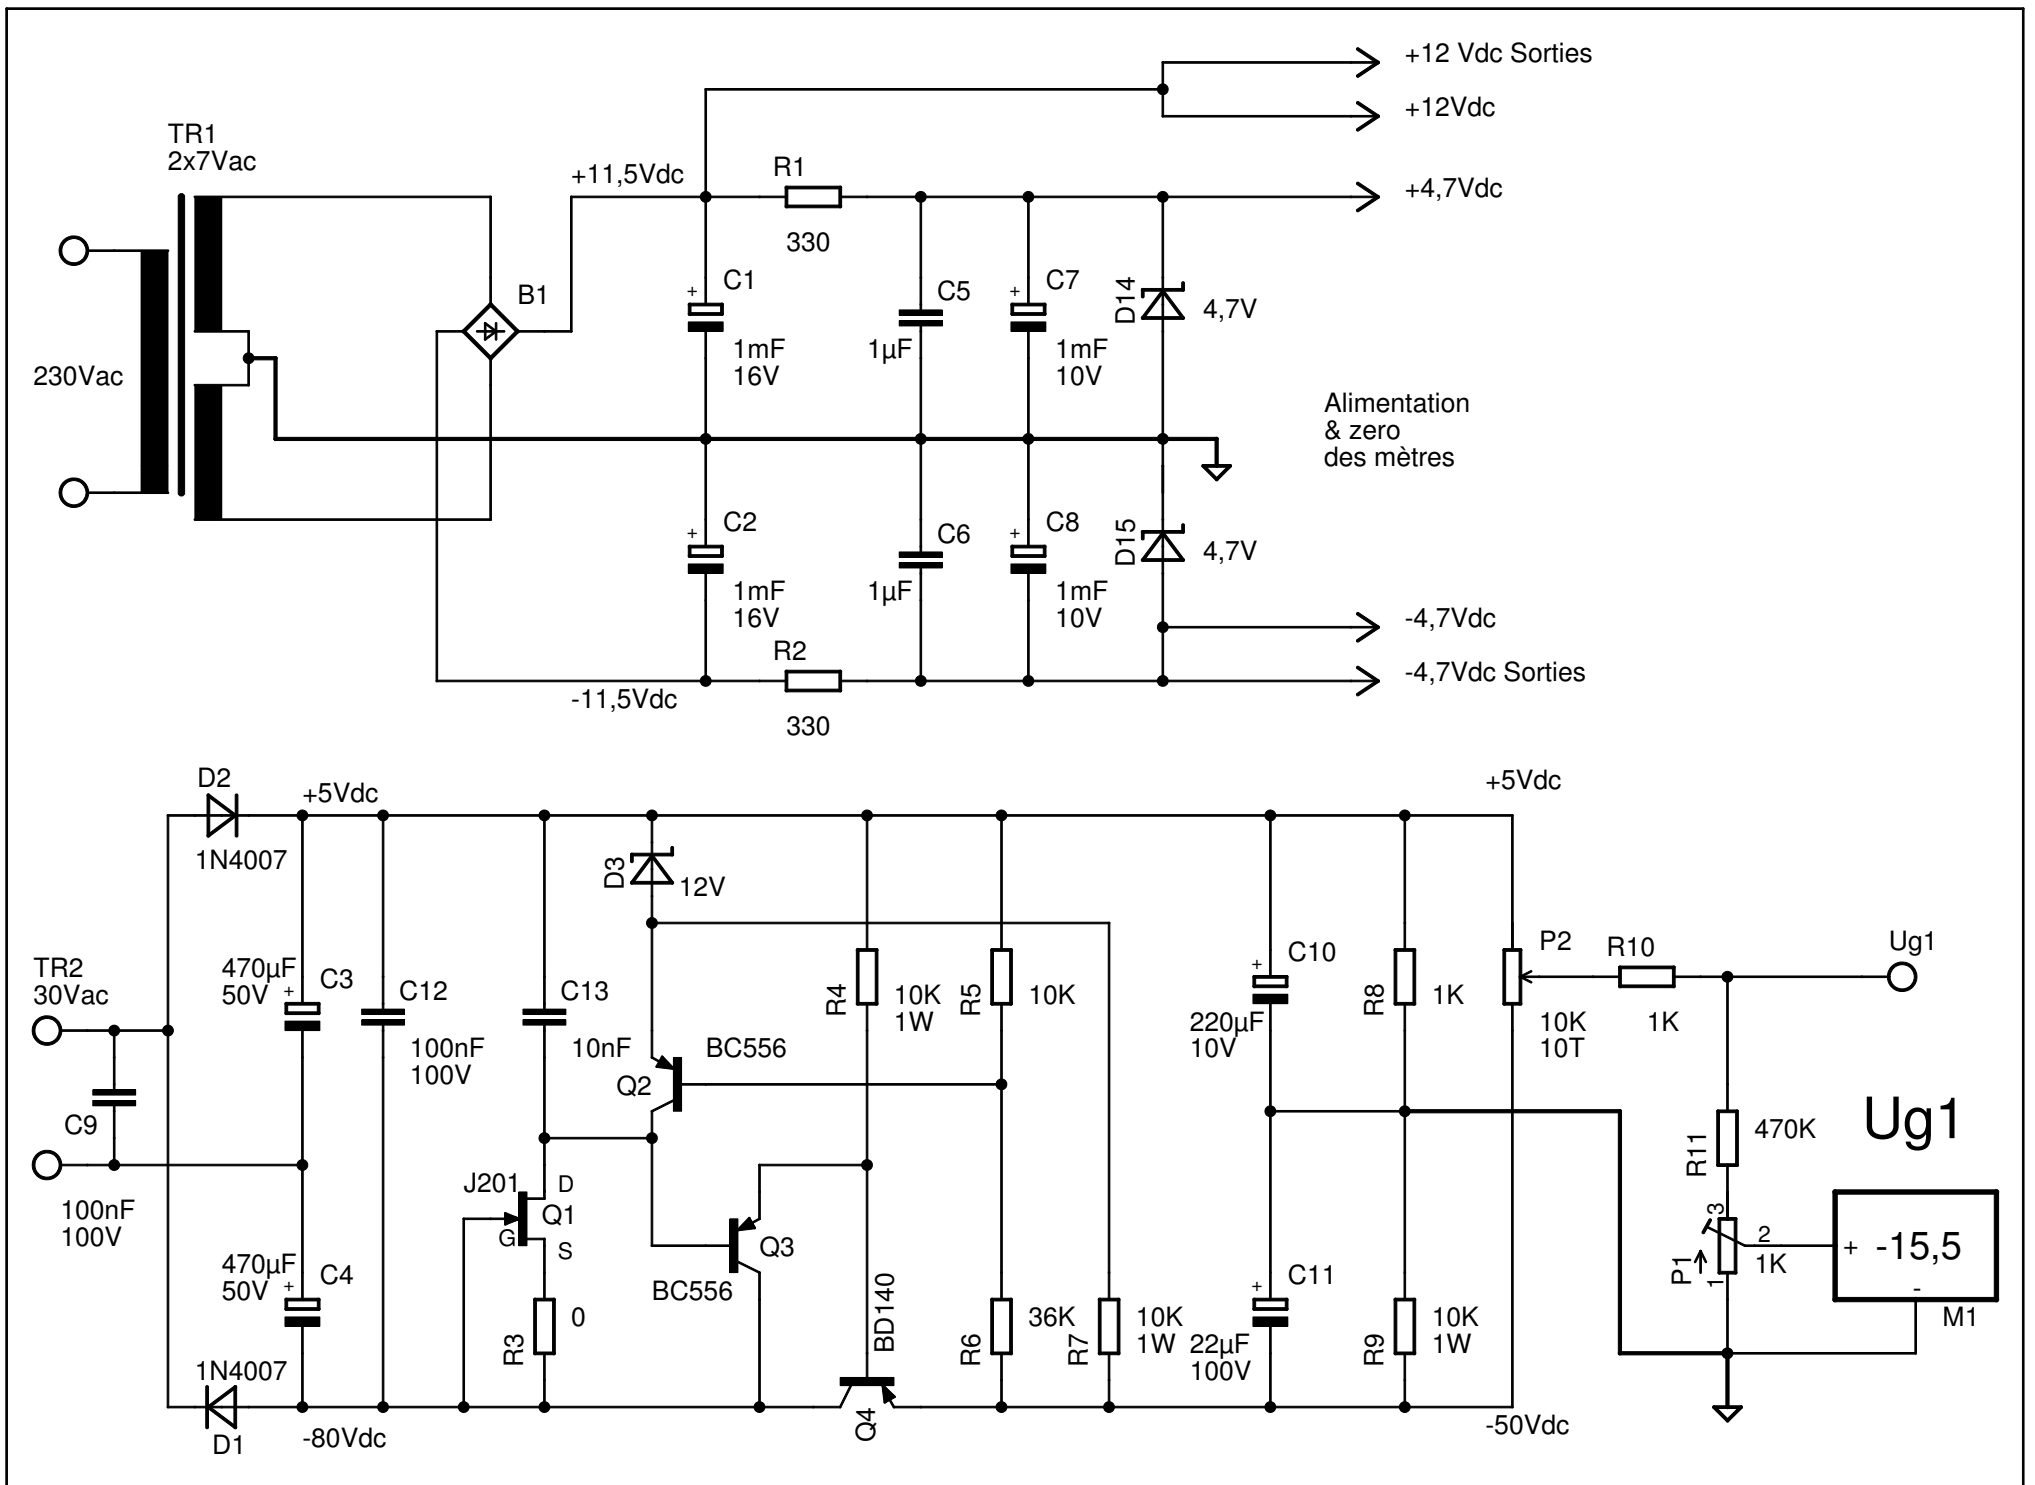 +12 Vdc Sorties
+12Vdc
TR1
2x7Vac
+11,5Vdc
R1
+4,7Vdc
330
B1
+
C1
1mF
16V
C5
1µF
+
C7
1mF
10V
D14
4,7V
230Vac
Alimentation
& zero
des mètres
+
C2
1mF
16V
C6
1µF
+
C8
1mF
10V
D15
4,7V
-4,7Vdc
R2
-4,7Vdc Sorties
-11,5Vdc
330
D2
+5Vdc
+5Vdc
1N4007
D3
12V
TR2
30Vac
470µF
50V
+
C3
C12
100nF
100V
C13
10nF
R4
10K
1W
R5
10K
+
C10
220µF
10V
R8
1K
P2
10K
10T
R10
1K
Ug1
BC556
Q2
C9
100nF
100V
J201
D
Q1
G
S
Q3
BC556
R11
470K
Ug1
470µF
50V
+
C4
R3
0
BD140
R6
36K
R7
10K
1W
+
C11
22µF
100V
R9
10K
1W
3
2
P1
1
1K
+
-15,5
-
M1
1N4007
D1
-80Vdc
Q4
-50Vdc